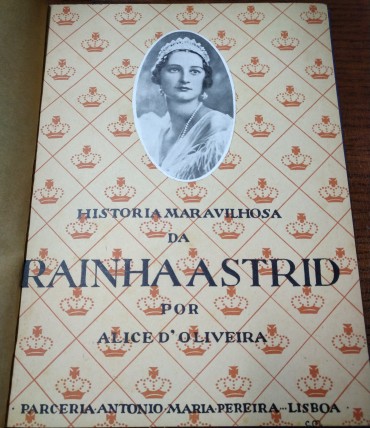 HISTORIA MARAVILHOSA
DA
RAINHA ASTRID
POR
ALICE D'OLIVEIRA
PARCERIA·ANTONIO·MARIA·PEREIRA—LISBOA